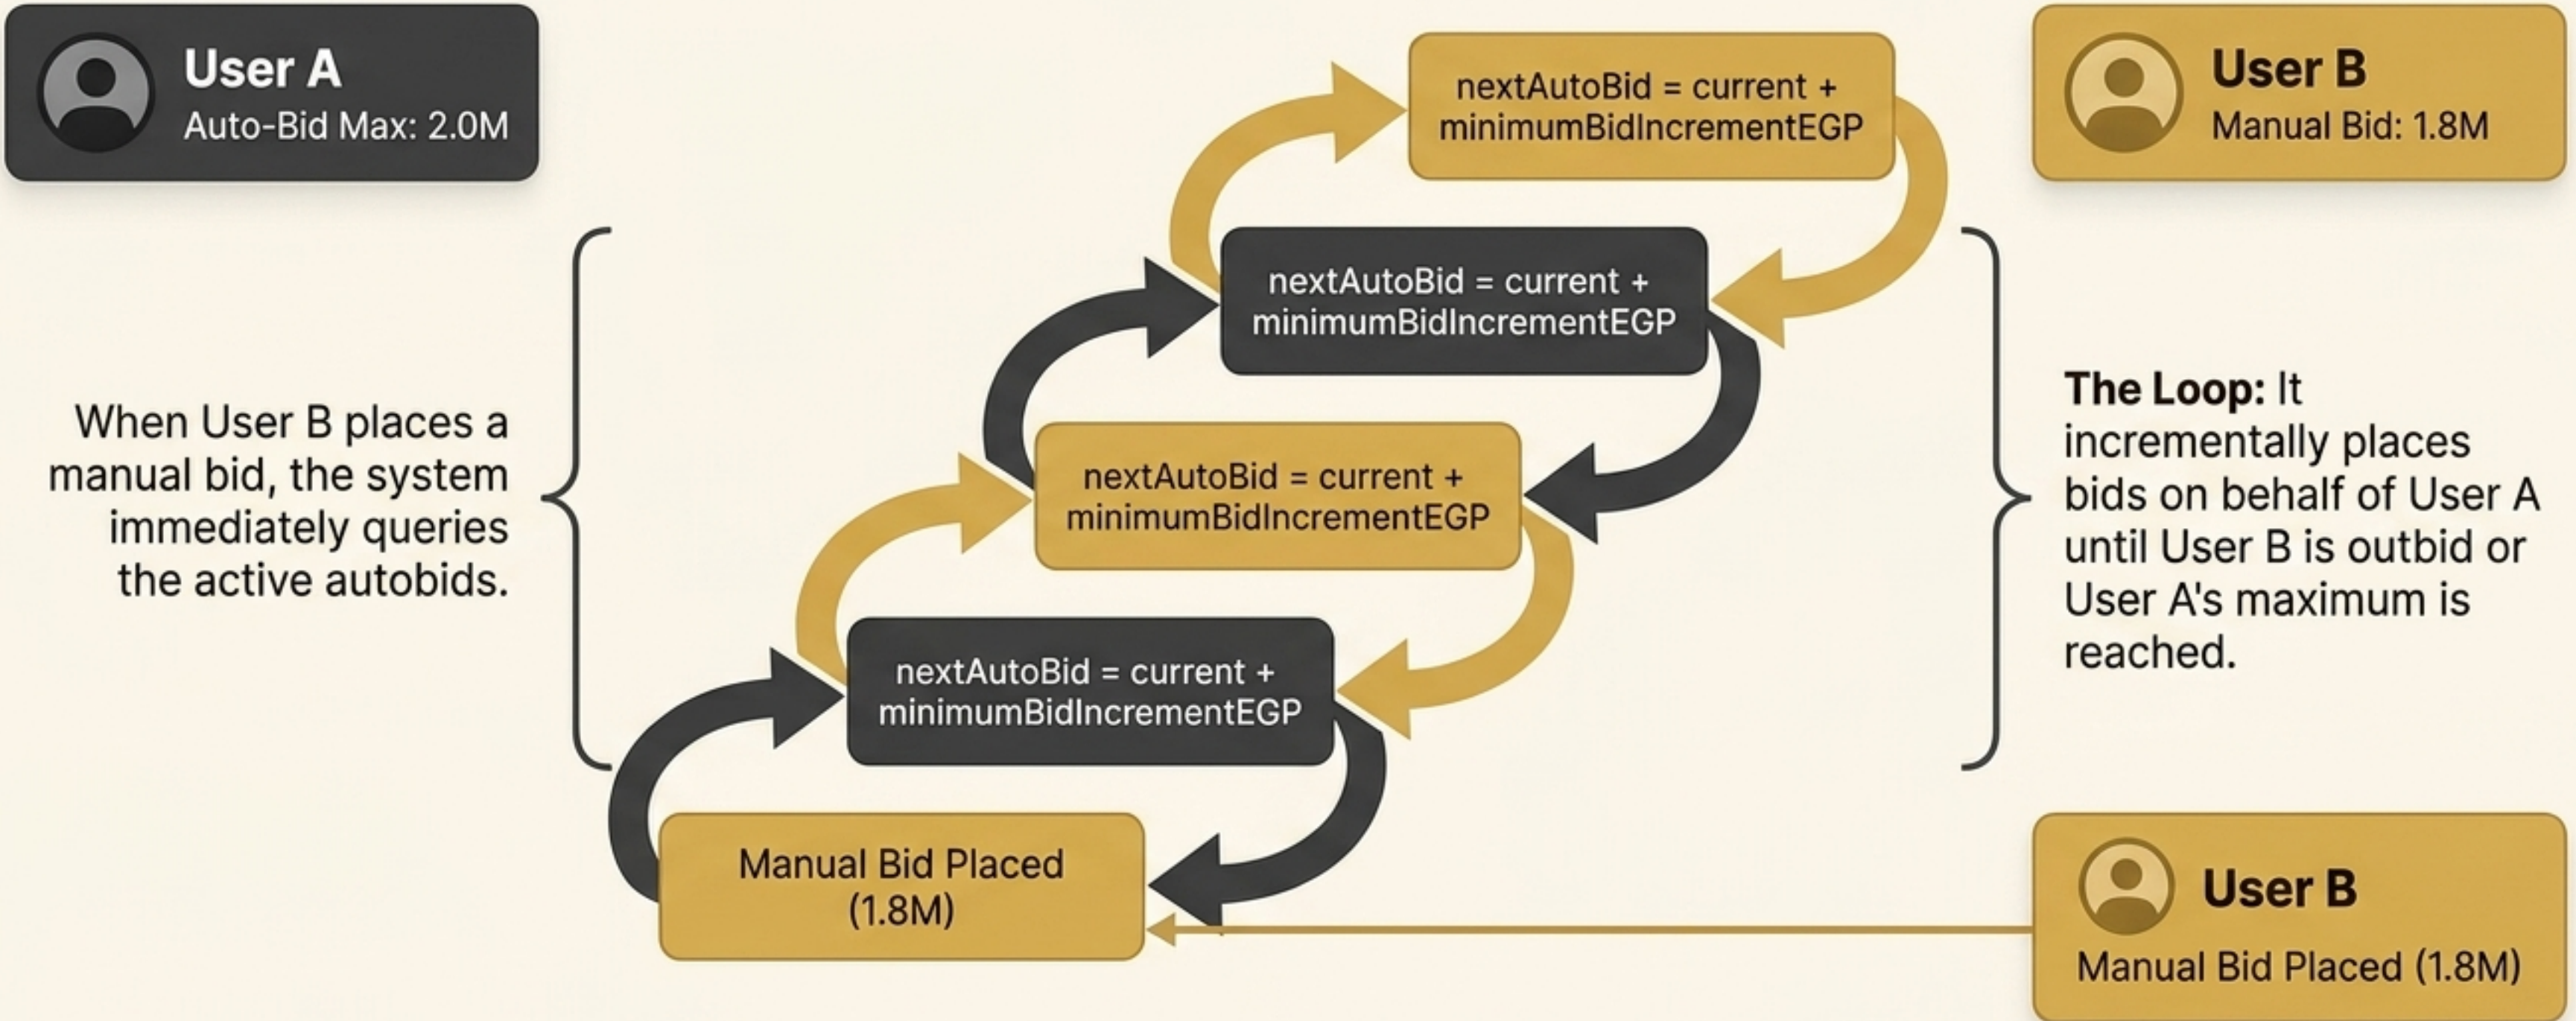 User A
Auto-Bid Max: 2.0M
nextAutoBid = current +
minimumBidIncrementEGP
User B
Manual Bid: 1.8M
nextAutoBid = current +
minimumBidIncrementEGP
When User B places a
manual bid, the system
immediately queries
the active autobids.
nextAutoBid = current +
minimumBidIncrementEGP
The Loop: It
incrementally places
bids on behalf of User A
until User B is outbid or
User A's maximum is
reached.
nextAutoBid = current +
minimumBidIncrementEGP
Manual Bid Placed
(1.8M)
User B
Manual Bid Placed (1.8M)